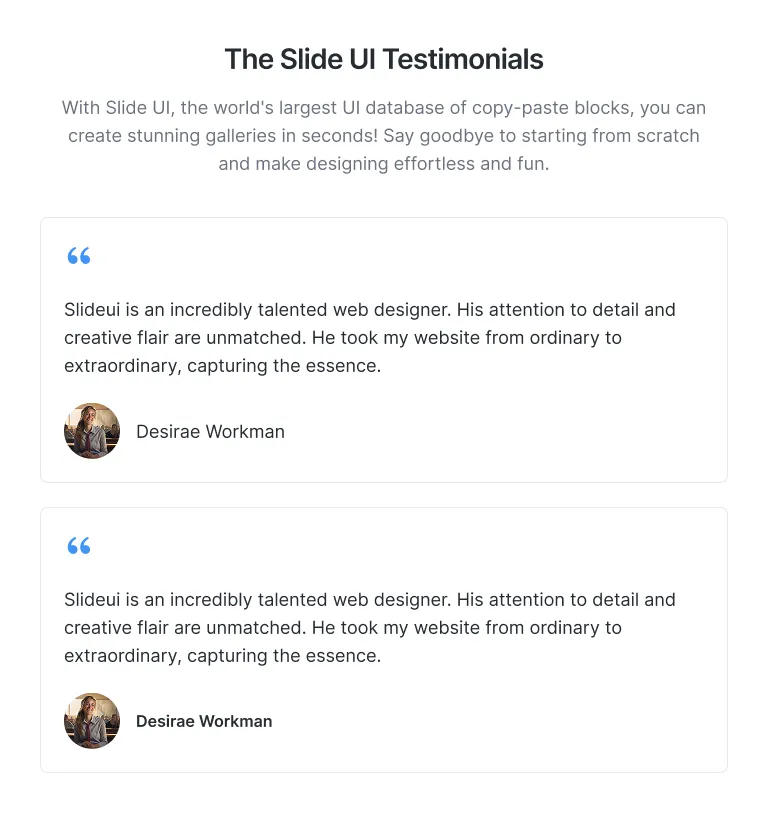 The Slide UI Testimonials
With Slide UI, the world's largest UI database of copy-paste blocks, you can
create stunning galleries in seconds! Say goodbye to starting from scratch
and make designing effortless and fun.
“
Slideui is an incredibly talented web designer. His attention to detail and
creative flair are unmatched. He took my website from ordinary to
extraordinary, capturing the essence.
Desirae Workman
“
Slideui is an incredibly talented web designer. His attention to detail and
creative flair are unmatched. He took my website from ordinary to
extraordinary, capturing the essence.
Desirae Workman